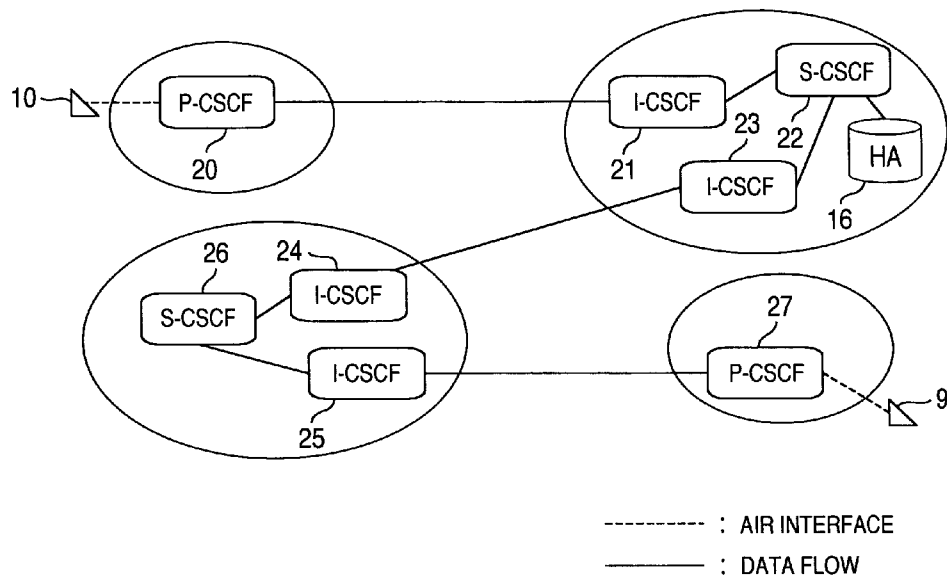 10
P-CSCF
20
I-CSCF
21
S-CSCF
22
23
I-CSCF
HA
16
26
S-CSCF
24
I-CSCF
I-CSCF
25
27
P-CSCF
9
: AIR INTERFACE
: DATA FLOW